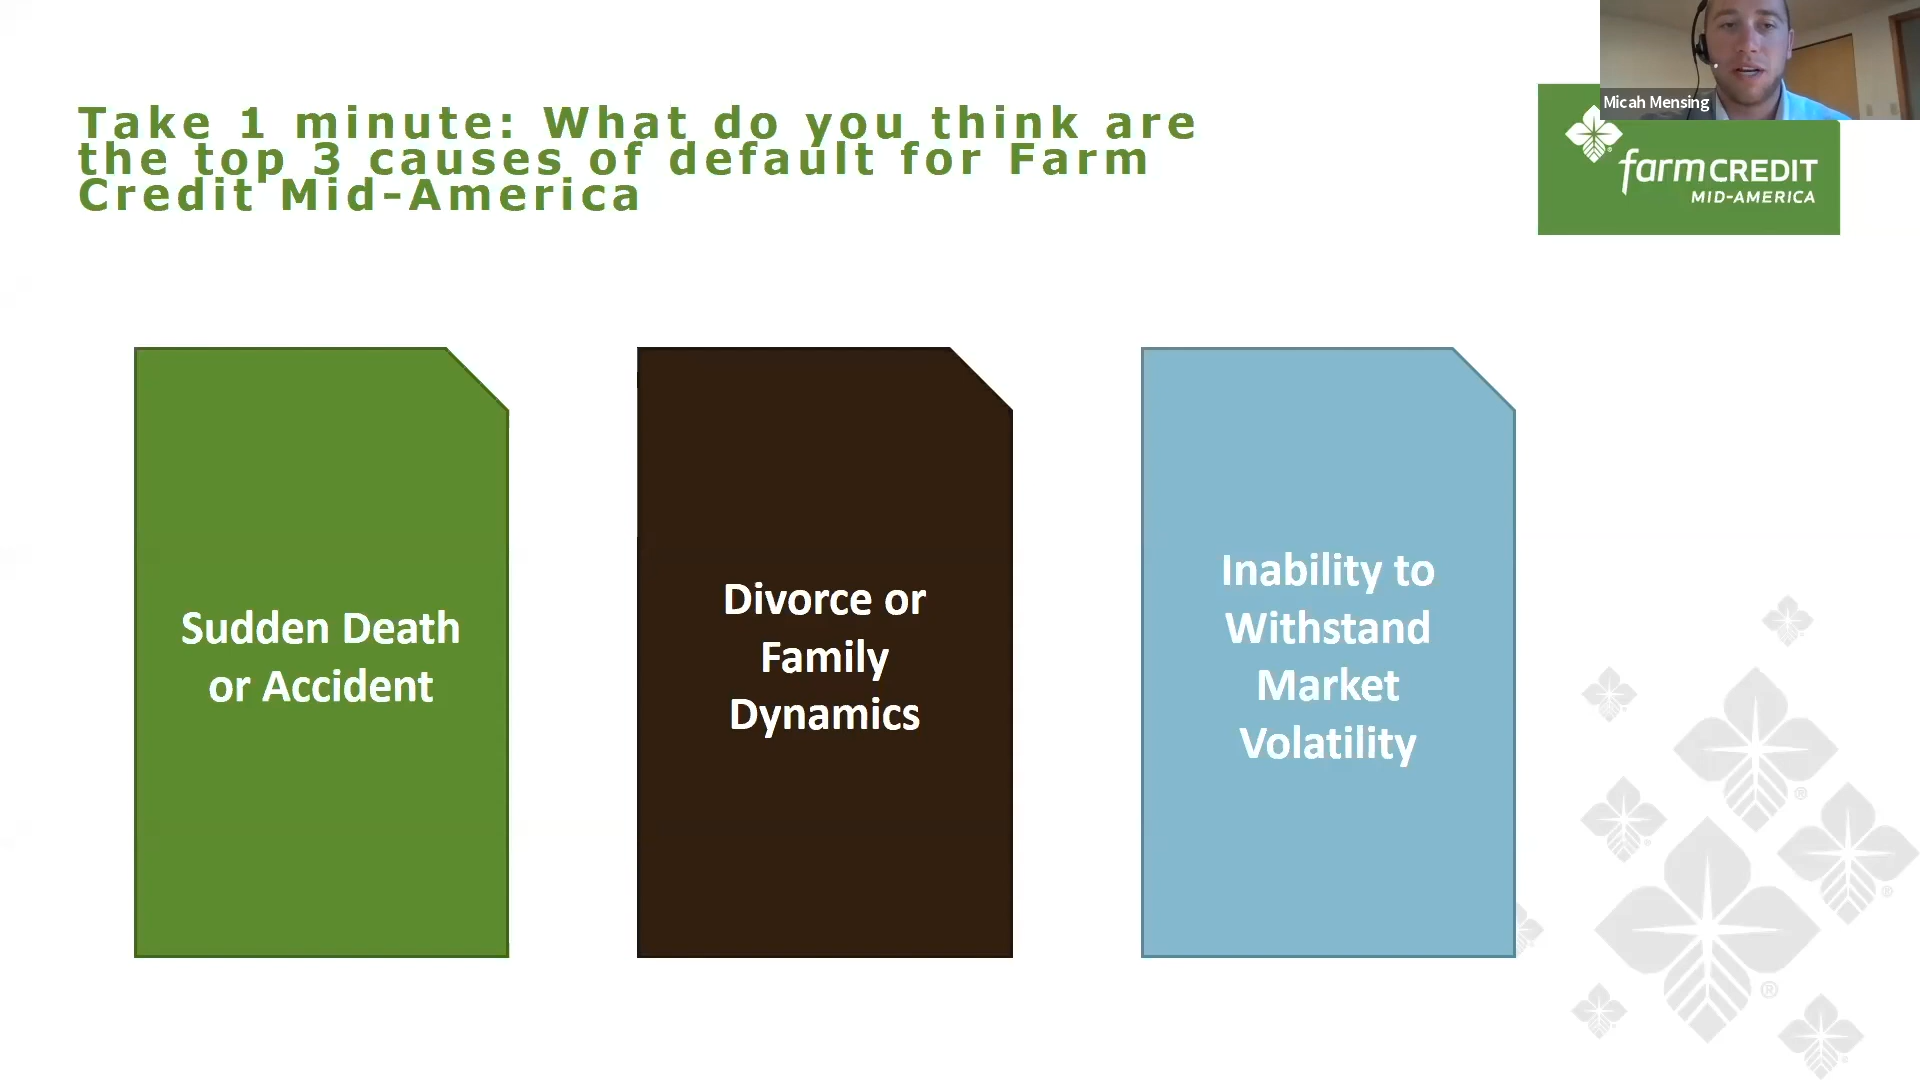 Take 1 minute: What do you think are
the top 3 causes of default for Farm
Credit Mid-America
Micah Mensing
farm CREDIT
MID-AMERICA
Sudden Death
or Accident
Divorce or
Family
Dynamics
Inability to
Withstand
Market
Volatility
®
®
®